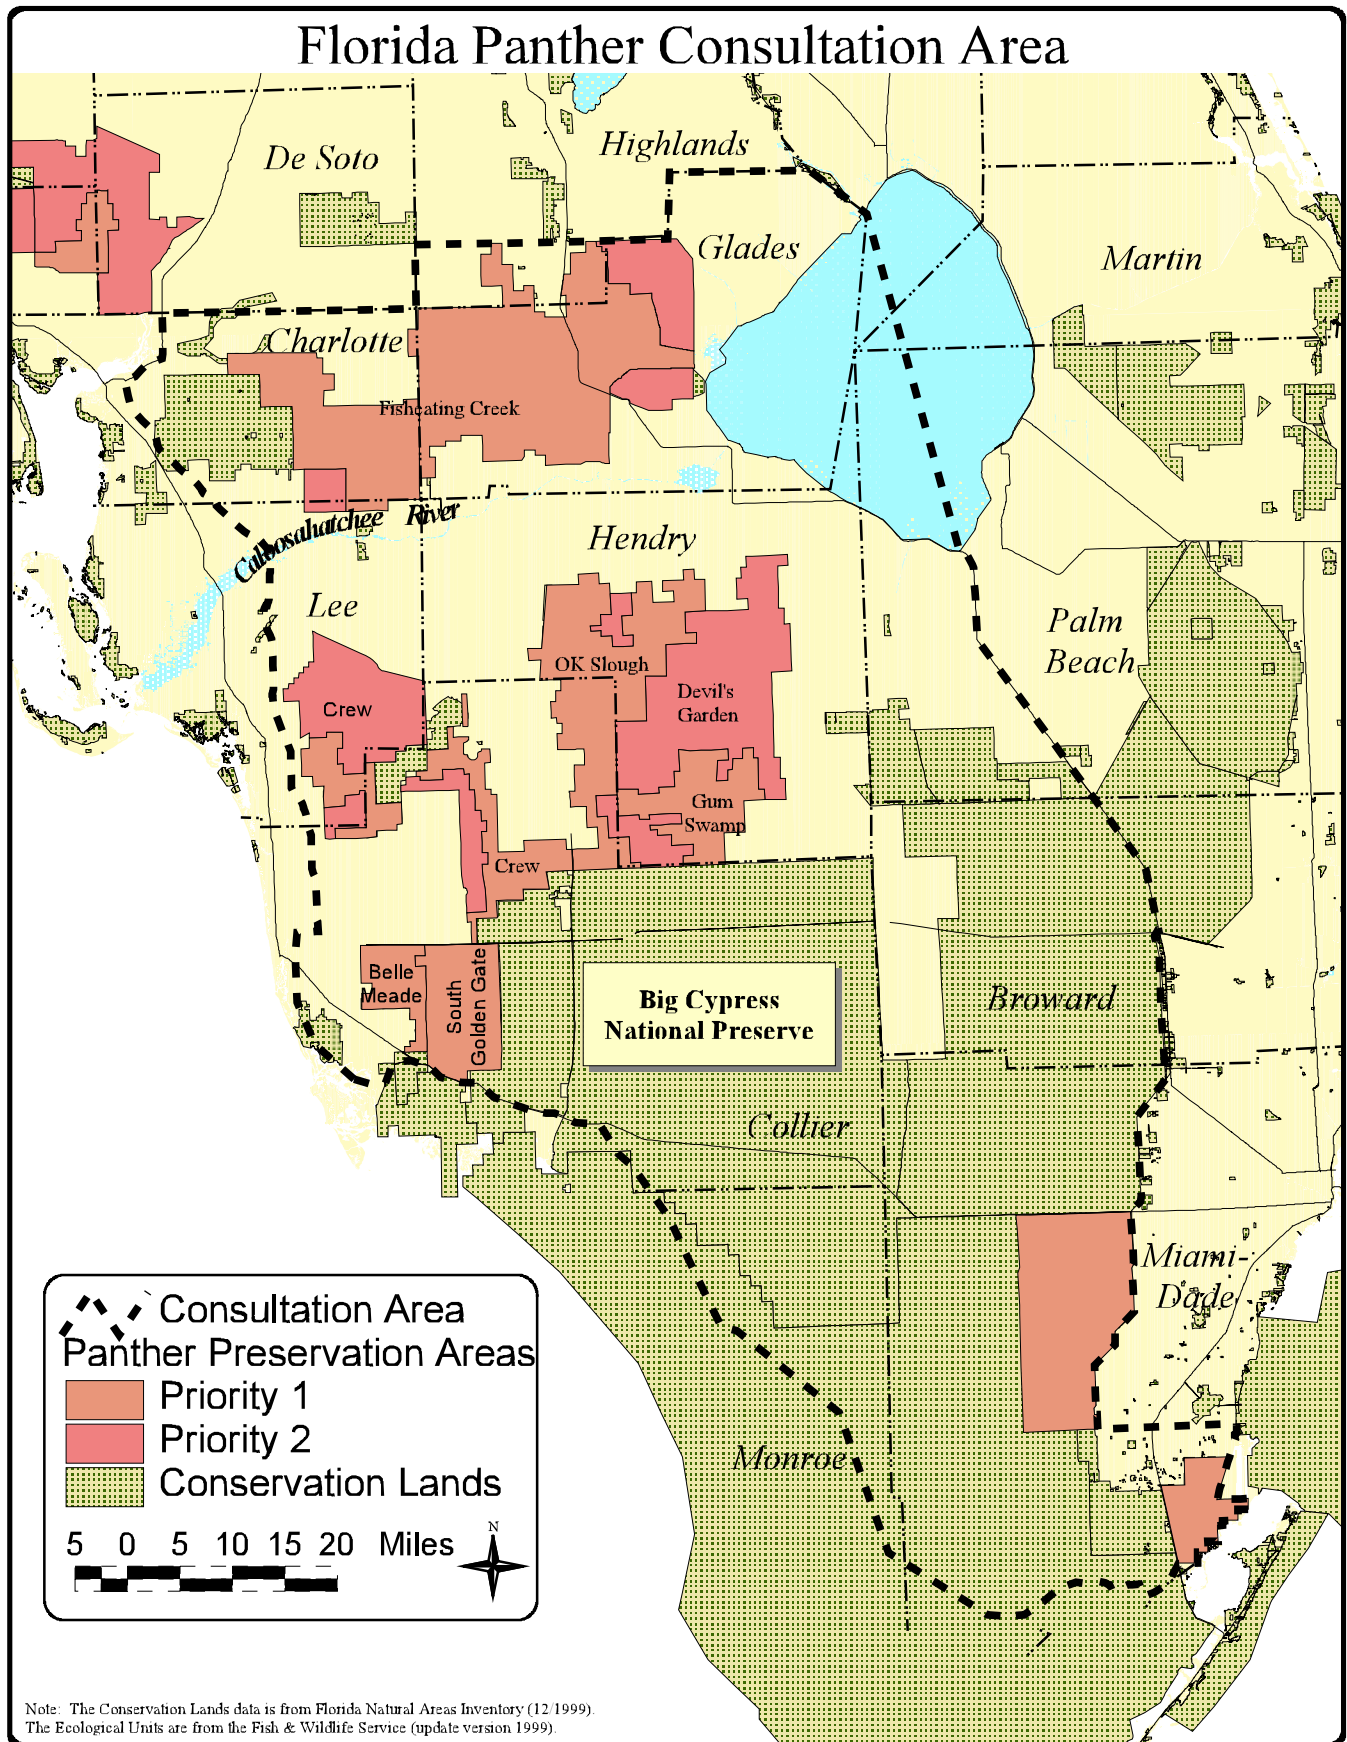 Florida Panther Consultation Area
De Soto
Highlands
Glades
Martin
Charlotte
Fisheating Creek
Caloosahatchee River
Hendry
Lee
Palm
Beach
OK Slough
Devil's
Garden
Crew
Gum
Swamp
Crew
Belle
Meade
South
Golden Gate
Big Cypress
National Preserve
Broward
Collier
Miami-
Dade
Monroe
Consultation Area
Panther Preservation Areas
Priority 1
Priority 2
Conservation Lands
5 0 5 10 15 20 Miles
N
Note: The Conservation Lands data is from Florida Natural Areas Inventory (12/1999).
The Ecological Units are from the Fish & Wildlife Service (update version 1999).